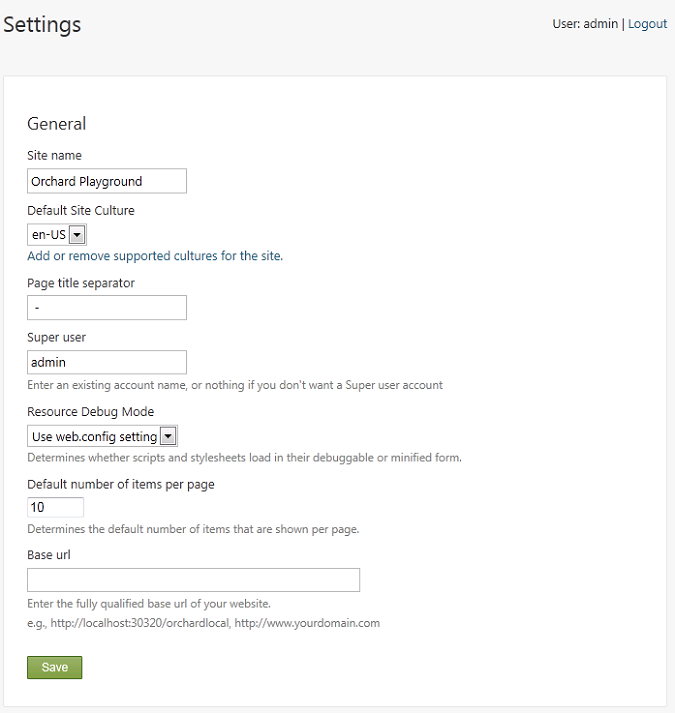 Settings
User: admin | Logout
General
Site name
Orchard Playground
Default Site Culture
en-US
Add or remove supported cultures for the site.
Page title separator
-
Super user
admin
Enter an existing account name, or nothing if you don't want a Super user account
Resource Debug Mode
Use web.config setting
Determines whether scripts and stylesheets load in their debuggable or minified form.
Default number of items per page
10
Determines the default number of items that are shown per page.
Base url
Enter the fully qualified base url of your website.
e.g., http://localhost:30320/orchardlocal, http://www.yourdomain.com
Save